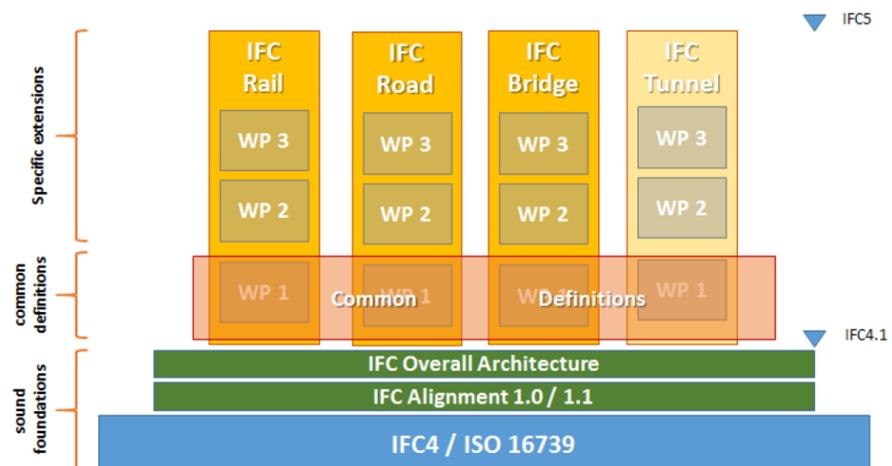 IFC5
IFC
Rail
IFC
Road
IFC
Bridge
IFC
Tunnel
Specific extensions
WP 3
WP 3
WP 3
WP 3
WP 2
WP 2
WP 2
WP 2
common
definitions
WP 1
WP 1
WP 1
WP 1
Common Definitions
IFC4.1
sound
foundations
IFC Overall Architecture
IFC Alignment 1.0 / 1.1
IFC4 / ISO 16739